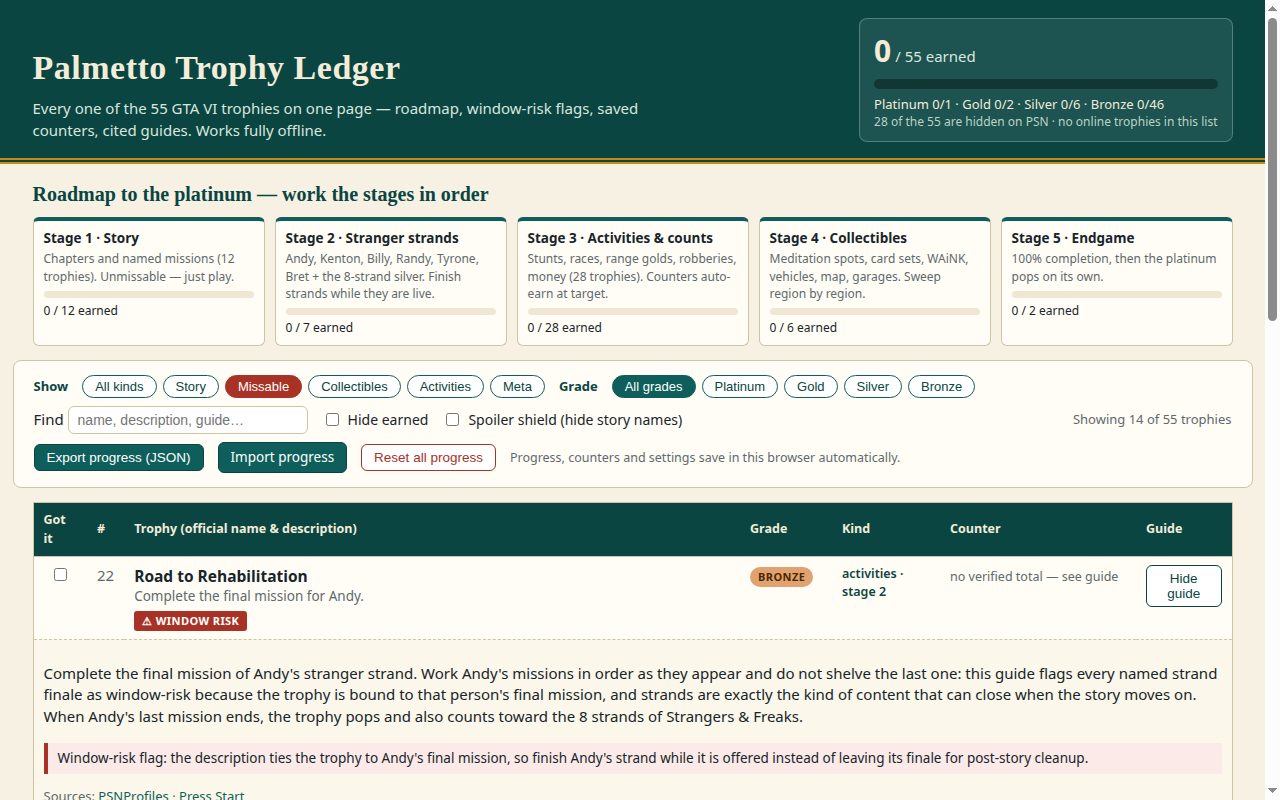 Palmetto Trophy Ledger
Every one of the 55 GTA VI trophies on one page — roadmap, window-risk flags, saved
counters, cited guides. Works fully offline.
0 / 55 earned
Platinum 0/1 · Gold 0/2 · Silver 0/6 · Bronze 0/46
28 of the 55 are hidden on PSN · no online trophies in this list
Roadmap to the platinum — work the stages in order
Stage 1 · Story
Chapters and named missions (12
trophies). Unmissable — just play.
0 / 12 earned
Stage 2 · Stranger strands
Andy, Kenton, Billy, Randy, Tyrone,
Bret + the 8-strand silver. Finish
strands while they are live.
0 / 7 earned
Stage 3 · Activities & counts
Stunts, races, range golds, robberies,
money (28 trophies). Counters auto-
earn at target.
0 / 28 earned
Stage 4 · Collectibles
Meditation spots, card sets, WAiNK,
vehicles, map, garages. Sweep
region by region.
0 / 6 earned
Stage 5 · Endgame
100% completion, then the platinum
pops on its own.
0 / 2 earned
Show All kinds Story Missable Collectibles Activities Meta Grade All grades Platinum Gold Silver Bronze
Find name, description, guide… Hide earned Spoiler shield (hide story names) Showing 14 of 55 trophies
Export progress (JSON) Import progress Reset all progress Progress, counters and settings save in this browser automatically.
Got it # Trophy (official name & description) Grade Kind Counter Guide
22 Road to Rehabilitation
Complete the final mission for Andy.
⚠ WINDOW RISK
BRONZE
activities ·
stage 2
no verified total — see guide
Hide
guide
Complete the final mission of Andy's stranger strand. Work Andy's missions in order as they appear and do not shelve the last one: this guide flags every named strand
finale as window-risk because the trophy is bound to that person's final mission, and strands are exactly the kind of content that can close when the story moves on.
When Andy's last mission ends, the trophy pops and also counts toward the 8 strands of Strangers & Freaks.
Window-risk flag: the description ties the trophy to Andy's final mission, so finish Andy's strand while it is offered instead of leaving its finale for post-story cleanup.
Sources: PSNProfiles · Press Start